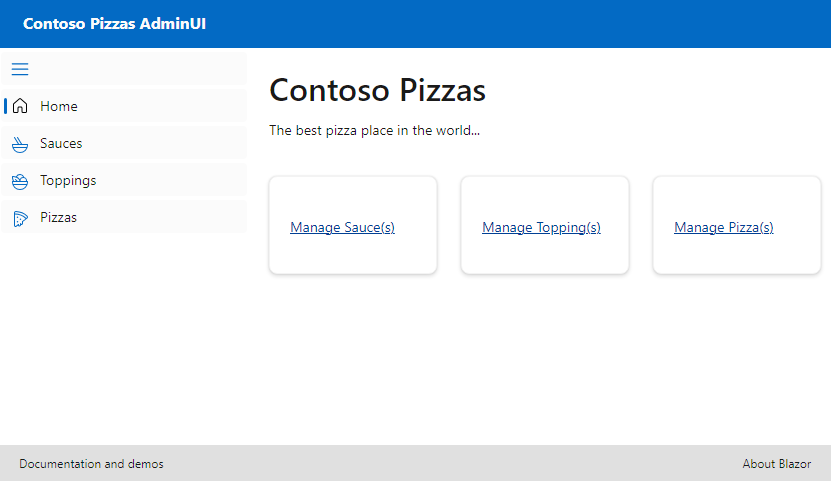 Contoso Pizzas AdminUI
Home
Sauces
Toppings
Pizzas
Contoso Pizzas
The best pizza place in the world...
Manage Sauce(s)
Manage Topping(s)
Manage Pizza(s)
Documentation and demos
About Blazor